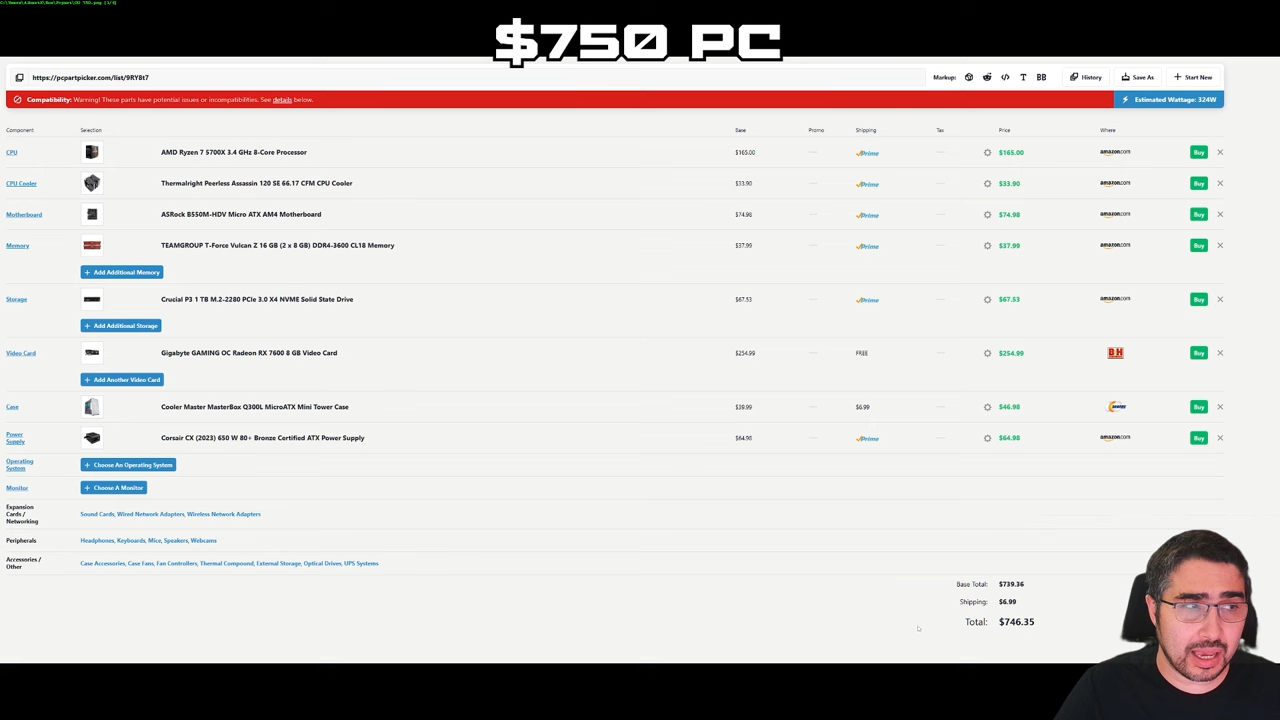 $750 PC
https://pcpartpicker.com/list/9RY8t7
Markup:
History
Save As
Start New
Compatibility: Warning! These parts have potential issues or incompatibilities. See details below.
Estimated Wattage: 324W
Component Selection Base Promo Shipping Tax Price Where
CPU AMD Ryzen 7 5700X 3.4 GHz 8-Core Processor $165.00 — Prime — $165.00 amazon.com Buy
CPU Cooler Thermalright Peerless Assassin 120 SE 66.17 CFM CPU Cooler $33.90 — Prime — $33.90 amazon.com Buy
Motherboard ASRock B550M-HDV Micro ATX AM4 Motherboard $74.98 — Prime — $74.98 amazon.com Buy
Memory TEAMGROUP T-Force Vulcan Z 16 GB (2 x 8 GB) DDR4-3600 CL18 Memory $37.99 — Prime — $37.99 amazon.com Buy
+ Add Additional Memory
Storage Crucial P3 1 TB M.2-2280 PCIe 3.0 X4 NVME Solid State Drive $67.53 — Prime — $67.53 amazon.com Buy
+ Add Additional Storage
Video Card Gigabyte GAMING OC Radeon RX 7600 8 GB Video Card $254.99 — FREE — $254.99 B&H Buy
+ Add Another Video Card
Case Cooler Master MasterBox Q300L MicroATX Mini Tower Case $39.99 — $6.99 — $46.98 Buy
Power Supply Corsair CX (2023) 650 W 80+ Bronze Certified ATX Power Supply $64.98 — Prime — $64.98 amazon.com Buy
Operating System + Choose An Operating System
Monitor + Choose A Monitor
Expansion Cards / Networking Sound Cards, Wired Network Adapters, Wireless Network Adapters
Peripherals Headphones, Keyboards, Mice, Speakers, Webcams
Accessories / Other Case Accessories, Case Fans, Fan Controllers, Thermal Compound, External Storage, Optical Drives, UPS Systems
Base Total: $739.36
Shipping: $6.99
Total: $746.35